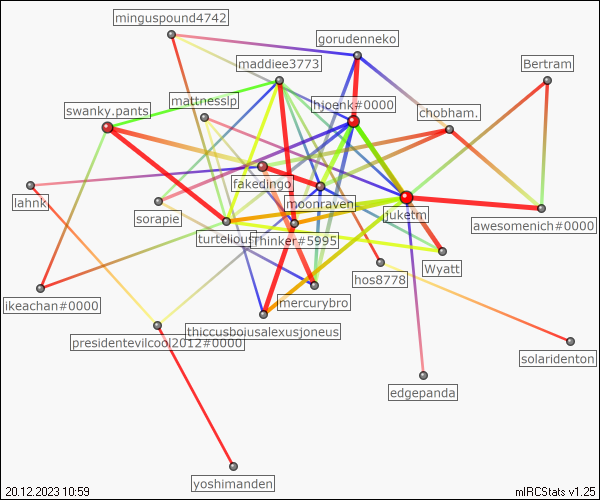 minguspound4742
gorudenneko
maddiee3773
Bertram
mattnesslp
hjoenk#0000
swanky.pants
chobham.
fakedingo
lahnk
moonraven
sorapie
juketm
awesomenich#0000
turtelious
Thinker#5995
Wyatt
hos8778
ikeachan#0000
mercurybro
thiccusboiusalexusjoneus
presidentevilcool2012#0000
solaridenton
edgepanda
yoshimanden
20.12.2023 10:59
mIRCStats v1.25